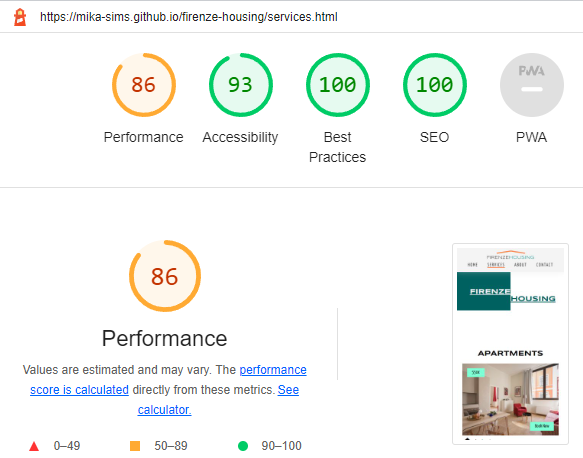 https://mika-sims.github.io/firenze-housing/services.html
86 93 100 100 PWA
Performance Accessibility Best Practices SEO PWA
86
Performance
Values are estimated and may vary. The performance
score is calculated directly from these metrics. See
calculator.
0–49 50–89 90–100
FIRENZEHOUSING
HOME SERVICES ABOUT CONTACT
FIRENZE
HOUSING
APARTMENTS